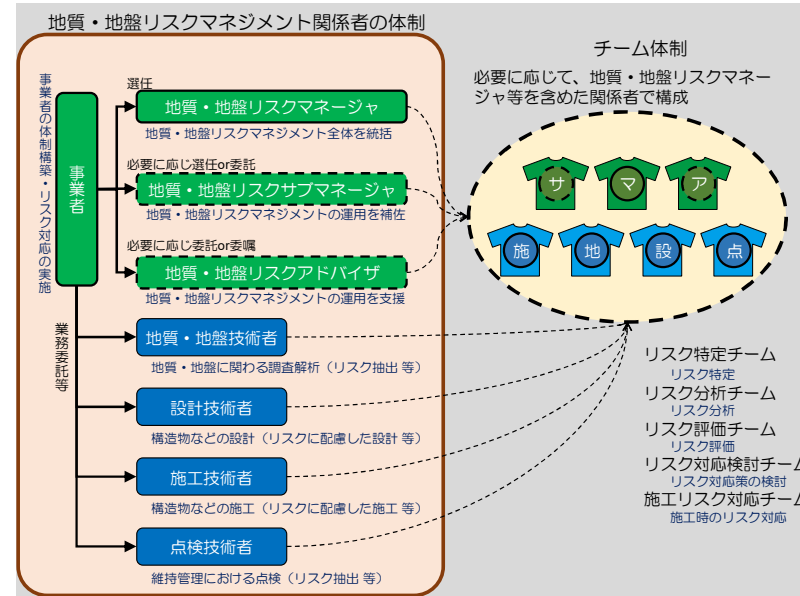 地質・地盤リスクマネジメント関係者の体制
事業者の体制構築・リスク対応の実施
事業者
選任
地質・地盤リスクマネージャ
地質・地盤リスクマネジメント全体を統括
必要に応じ選任or委託
地質・地盤リスクサブマネージャ
地質・地盤リスクマネジメントの運用を補佐
必要に応じ委託or委嘱
地質・地盤リスクアドバイザ
地質・地盤リスクマネジメントの運用を支援
業務委託等
地質・地盤技術者
地質・地盤に関わる調査解析（リスク抽出 等）
設計技術者
構造物などの設計（リスクに配慮した設計 等）
施工技術者
構造物などの施工（リスクに配慮した施工 等）
点検技術者
維持管理における点検（リスク抽出 等）
チーム体制
必要に応じて、地質・地盤リスクマネー
ジャ等を含めた関係者で構成
サ マ ア
施 地 設 点
リスク特定チーム
リスク特定
リスク分析チーム
リスク分析
リスク評価チーム
リスク評価
リスク対応検討チーム
リスク対応策の検討
施工リスク対応チーム
施工時のリスク対応